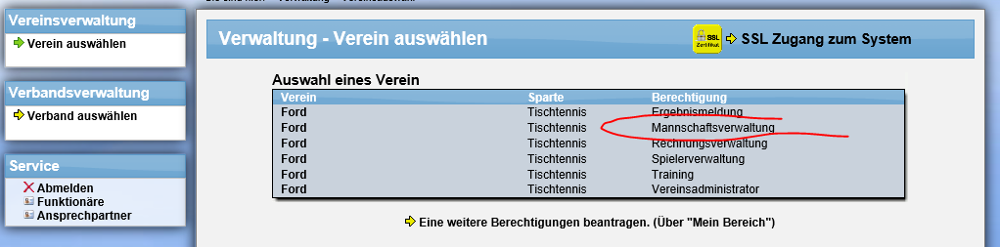 Vereinsverwaltung
Verein auswählen
Verbandsverwaltung
Verband auswählen
Service
Abmelden
Funktionäre
Ansprechpartner
Verwaltung - Verein auswählen
SSL
Zertifikat
SSL Zugang zum System
Auswahl eines Verein
Verein Sparte Berechtigung
Ford Tischtennis Ergebnismeldung
Ford Tischtennis Mannschaftsverwaltung
Ford Tischtennis Rechnungsverwaltung
Ford Tischtennis Spielerverwaltung
Ford Tischtennis Training
Ford Tischtennis Vereinsadministrator
Eine weitere Berechtigungen beantragen. (Über "Mein Bereich")